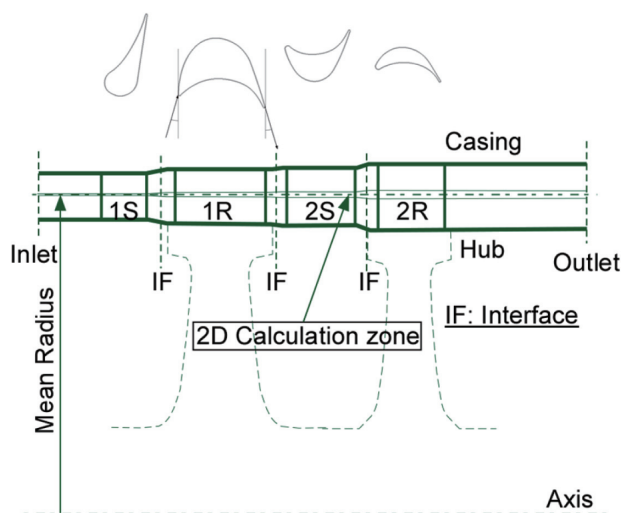 Casing
1S
1R
2S
2R
Inlet
IF
IF
IF
Hub
Outlet
2D Calculation zone
IF: Interface
Mean Radius
Axis